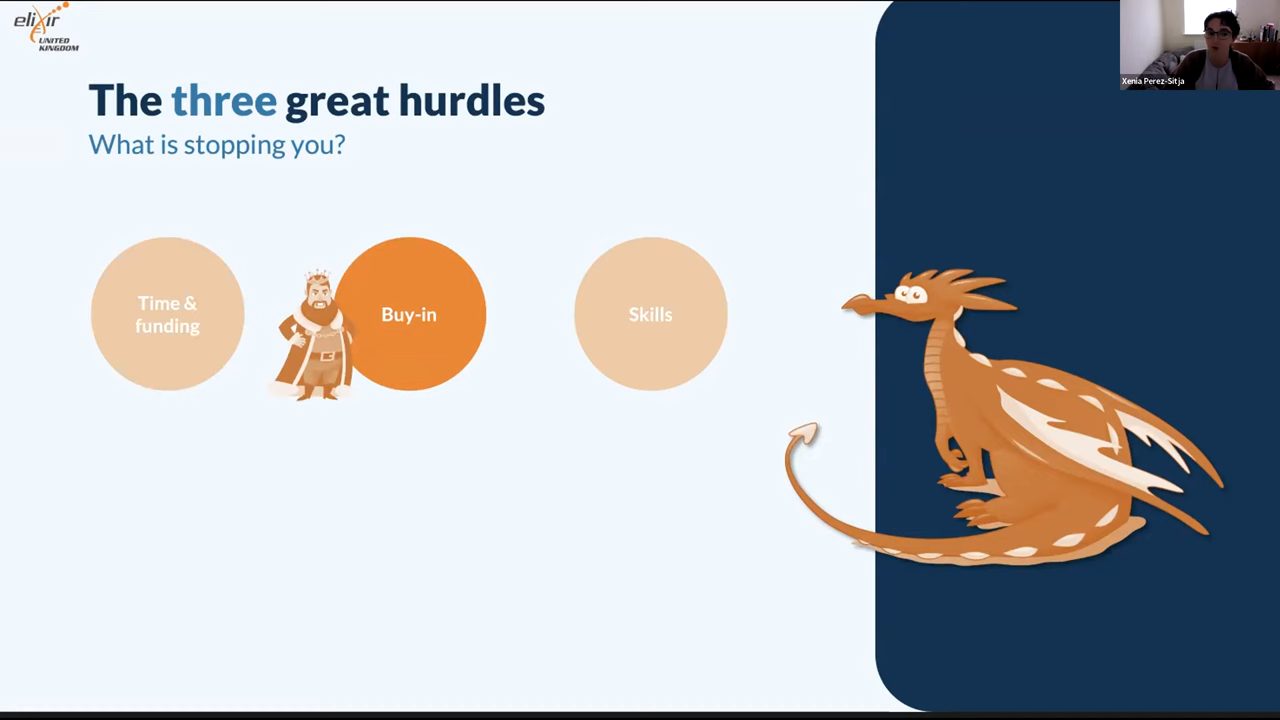 elixir
UNITED
KINGDOM
Xenia Perez-Sitja
The three great hurdles
What is stopping you?
Time &
funding
Buy-in
Skills